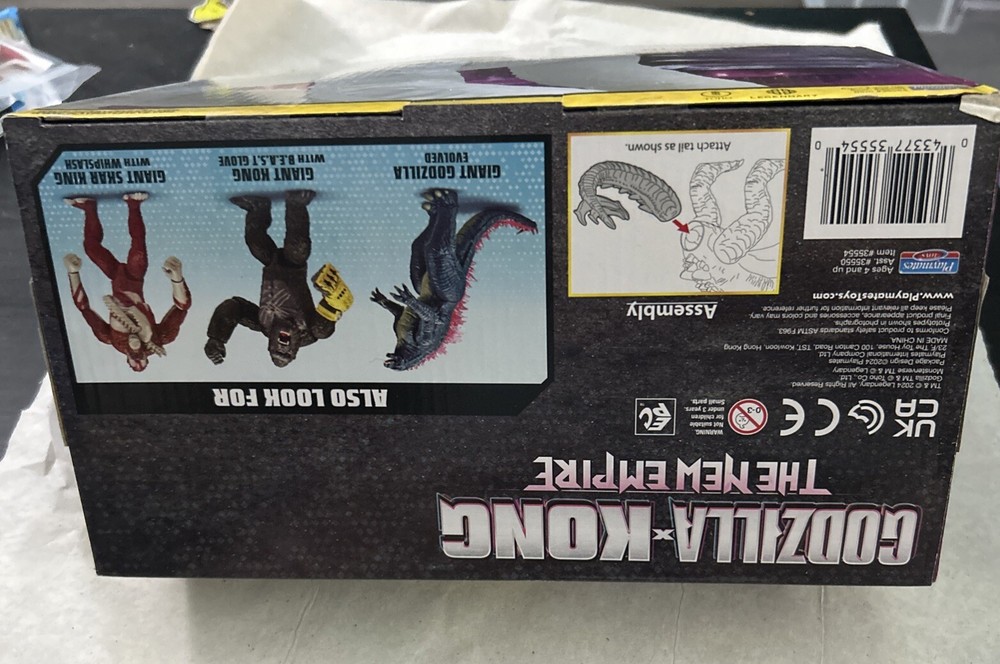 GODZILLA x KONG
THE NEW EMPIRE
UK
CA
CE
0-3
WARNING:
Not suitable
for children
under 3 years.
Small parts.
TM & © 2024 Legendary. All Rights Reserved.
Godzilla TM & © Toho Co., Ltd.
Monsterverse TM & © Legendary
Package Design ©2024 Playmates
Playmates International Company Ltd.
23/F. The Toy House, 100 Canton Road, TST, Kowloon, Hong Kong
MADE IN CHINA
Conforms to product safety standards ASTM F963.
Prototypes shown in photographs.
Final product appearance, accessories and colors may vary.
Please keep all relevant information for further reference.
www.PlaymatesToys.com
Playmates
toys
Ages 4 and up
Asst. #35550
Item #35554
0 43377 35554 0
Assembly
Attach tail as shown.
ALSO LOOK FOR
GIANT GODZILLA
EVOLVED
GIANT KONG
WITH B.E.A.S.T. GLOVE
GIANT SKAR KING
WITH WHIPSLASH
LEGENDARY